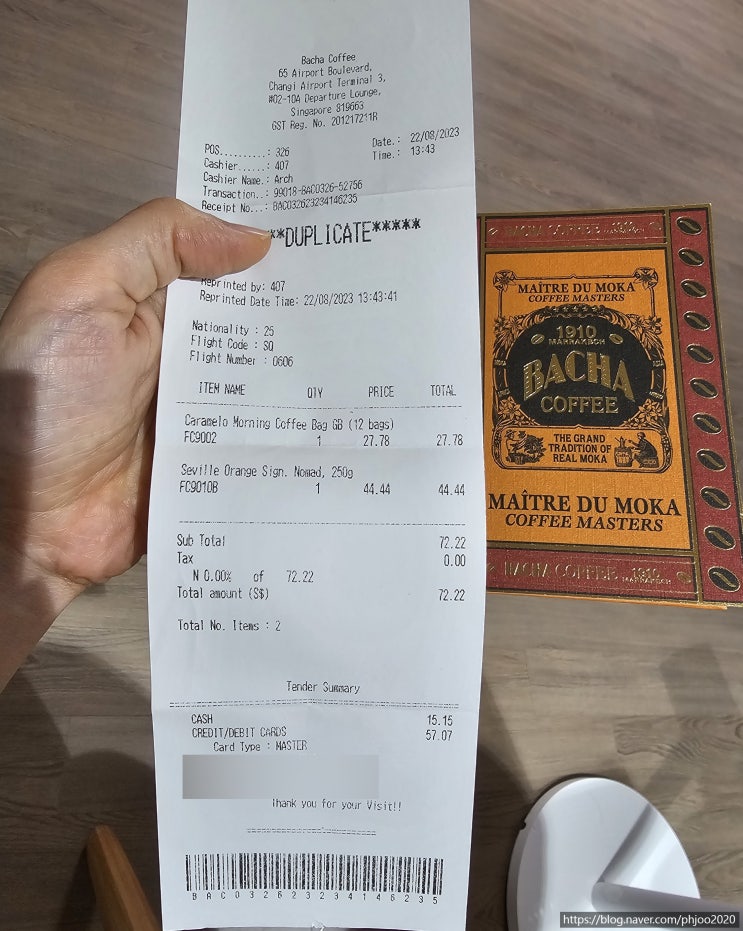 Bacha Coffee
65 Airport Boulevard,
Changi Airport Terminal 3,
#02-10A Departure Lounge,
Singapore 819663
GST Reg. No. 201217211R
Date.: 22/08/2023
POS.........: 326
Time.: 13:43
Cashier......: 407
Cashier Name.: Arch
Transaction..: 99018-BAC0326-52756
Receipt No...: BAC032623234146235
**DUPLICATE*****
Reprinted by: 407
Reprinted Date Time: 22/08/2023 13:43:41
Nationality : 25
Flight Code : SQ
Flight Number : 0606
ITEM NAME QTY PRICE TOTAL
Caramelo Morning Coffee Bag GB (12 bags)
FC9002 1 27.78 27.78
Seville Orange Sign. Nomad, 250g
FC9010B 1 44.44 44.44
Sub Total 72.22
Tax 0.00
N 0.00% of 72.22
Total amount (S$) 72.22
Total No. Items : 2
Tender Summary
CASH 15.15
CREDIT/DEBIT CARDS 57.07
Card Type : MASTER
Thank you for your Visit!!
BAC032623234146235
BACHA COFFEE 1910 MARRAKECH
MAÎTRE DU MOKA
COFFEE MASTERS
1910
MARRAKECH
BACHA
COFFEE
THE GRAND
TRADITION OF
REAL MOKA
MAÎTRE DU MOKA
COFFEE MASTERS
BACHA COFFEE 1910 MARRAKECH
https://blog.naver.com/phjoo2020